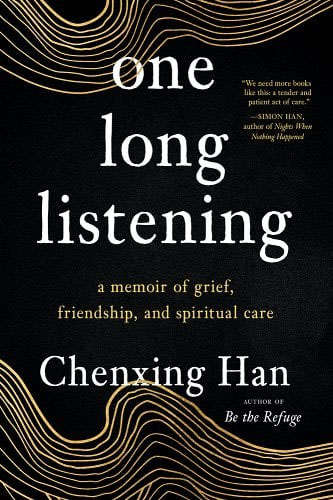 one
"We need more books
like this: a tender and
patient act of care."
—SIMON HAN,
author of Nights When
Nothing Happened
long
listening
a memoir of grief,
friendship, and spiritual care
Chenxing Han
AUTHOR OF
Be the Refuge